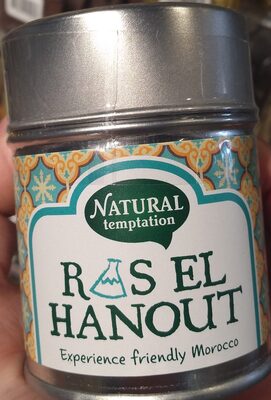 NATURAL
temptation
RAS EL
HANOUT
Experience friendly Morocco